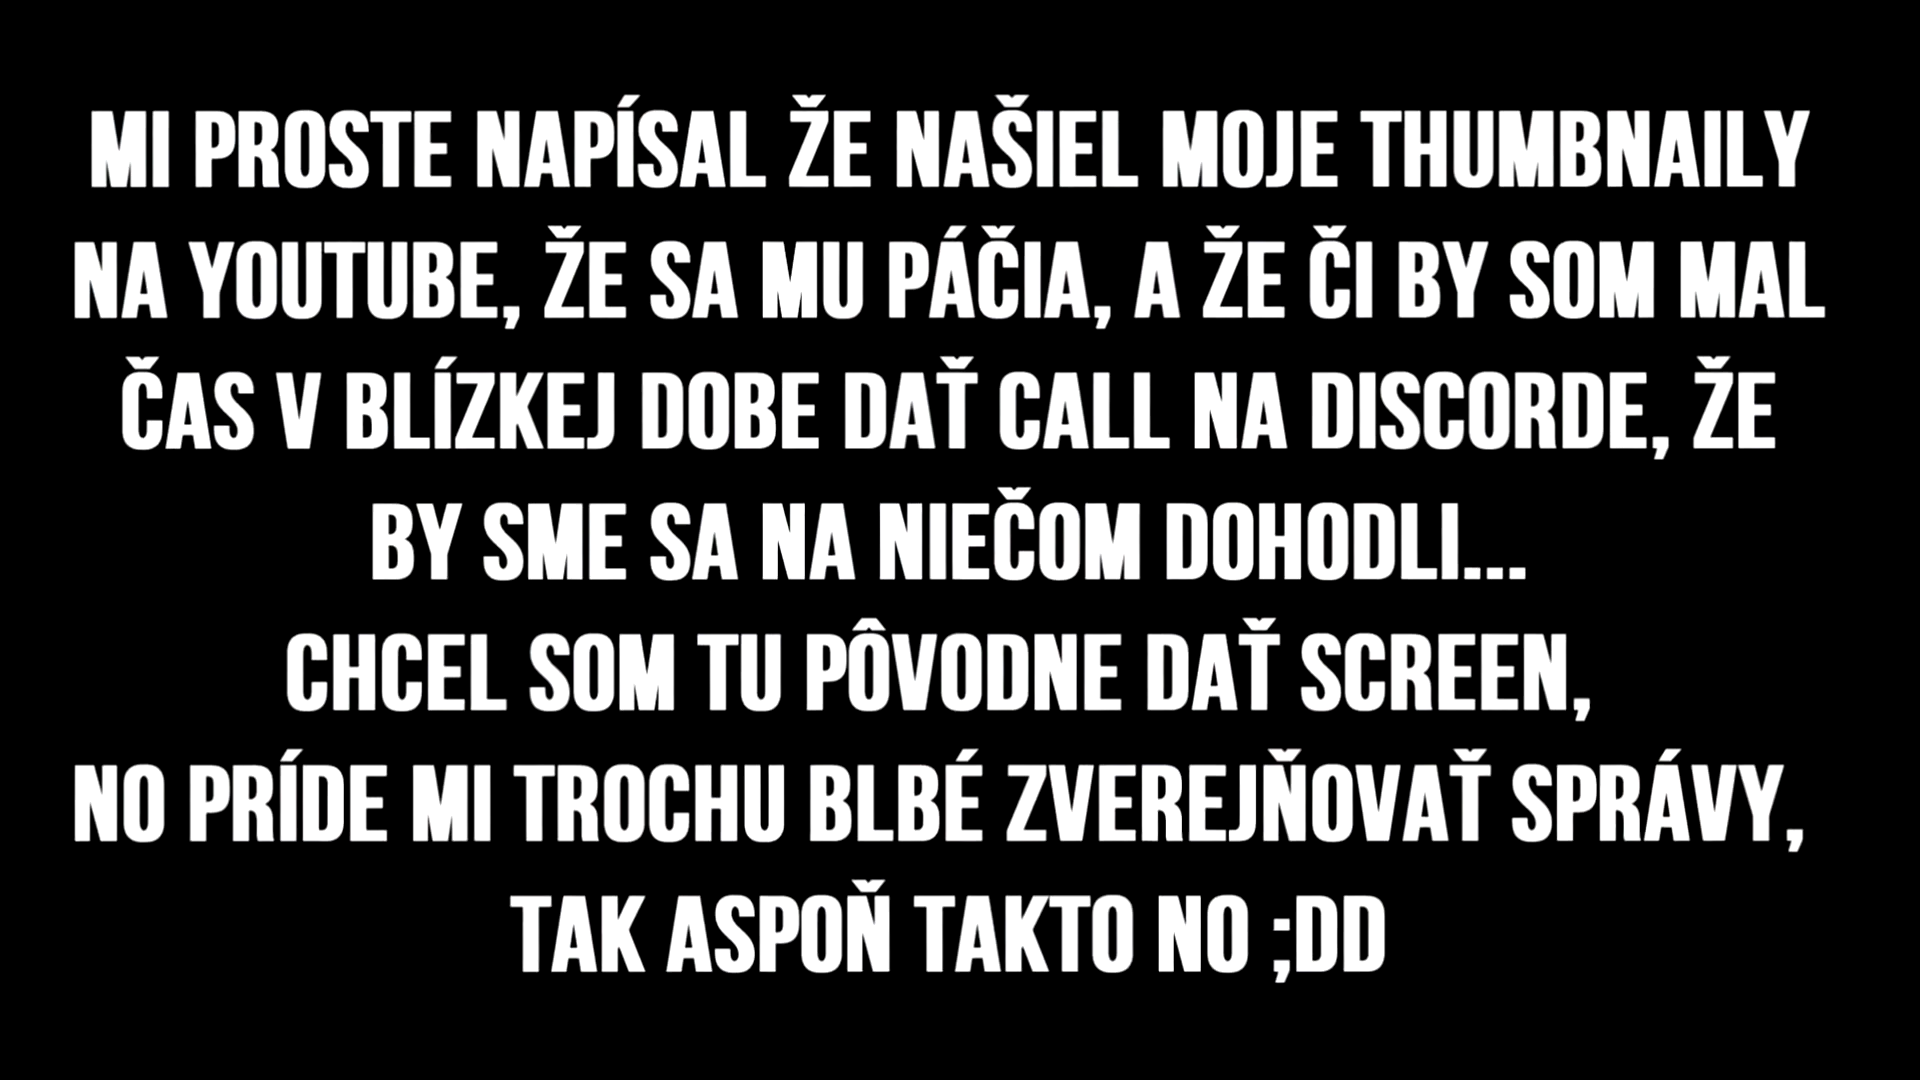 MI PROSTE NAPÍSAL ŽE NAŠIEL MOJE THUMBNAILY
NA YOUTUBE, ŽE SA MU PÁČIA, A ŽE ČI BY SOM MAL
ČAS V BLÍZKEJ DOBE DAŤ CALL NA DISCORDE, ŽE
BY SME SA NA NIEČOM DOHODLI...
CHCEL SOM TU PÔVODNE DAŤ SCREEN,
NO PRÍDE MI TROCHU BLBÉ ZVEREJŇOVAŤ SPRÁVY,
TAK ASPOŇ TAKTO NO ;DD